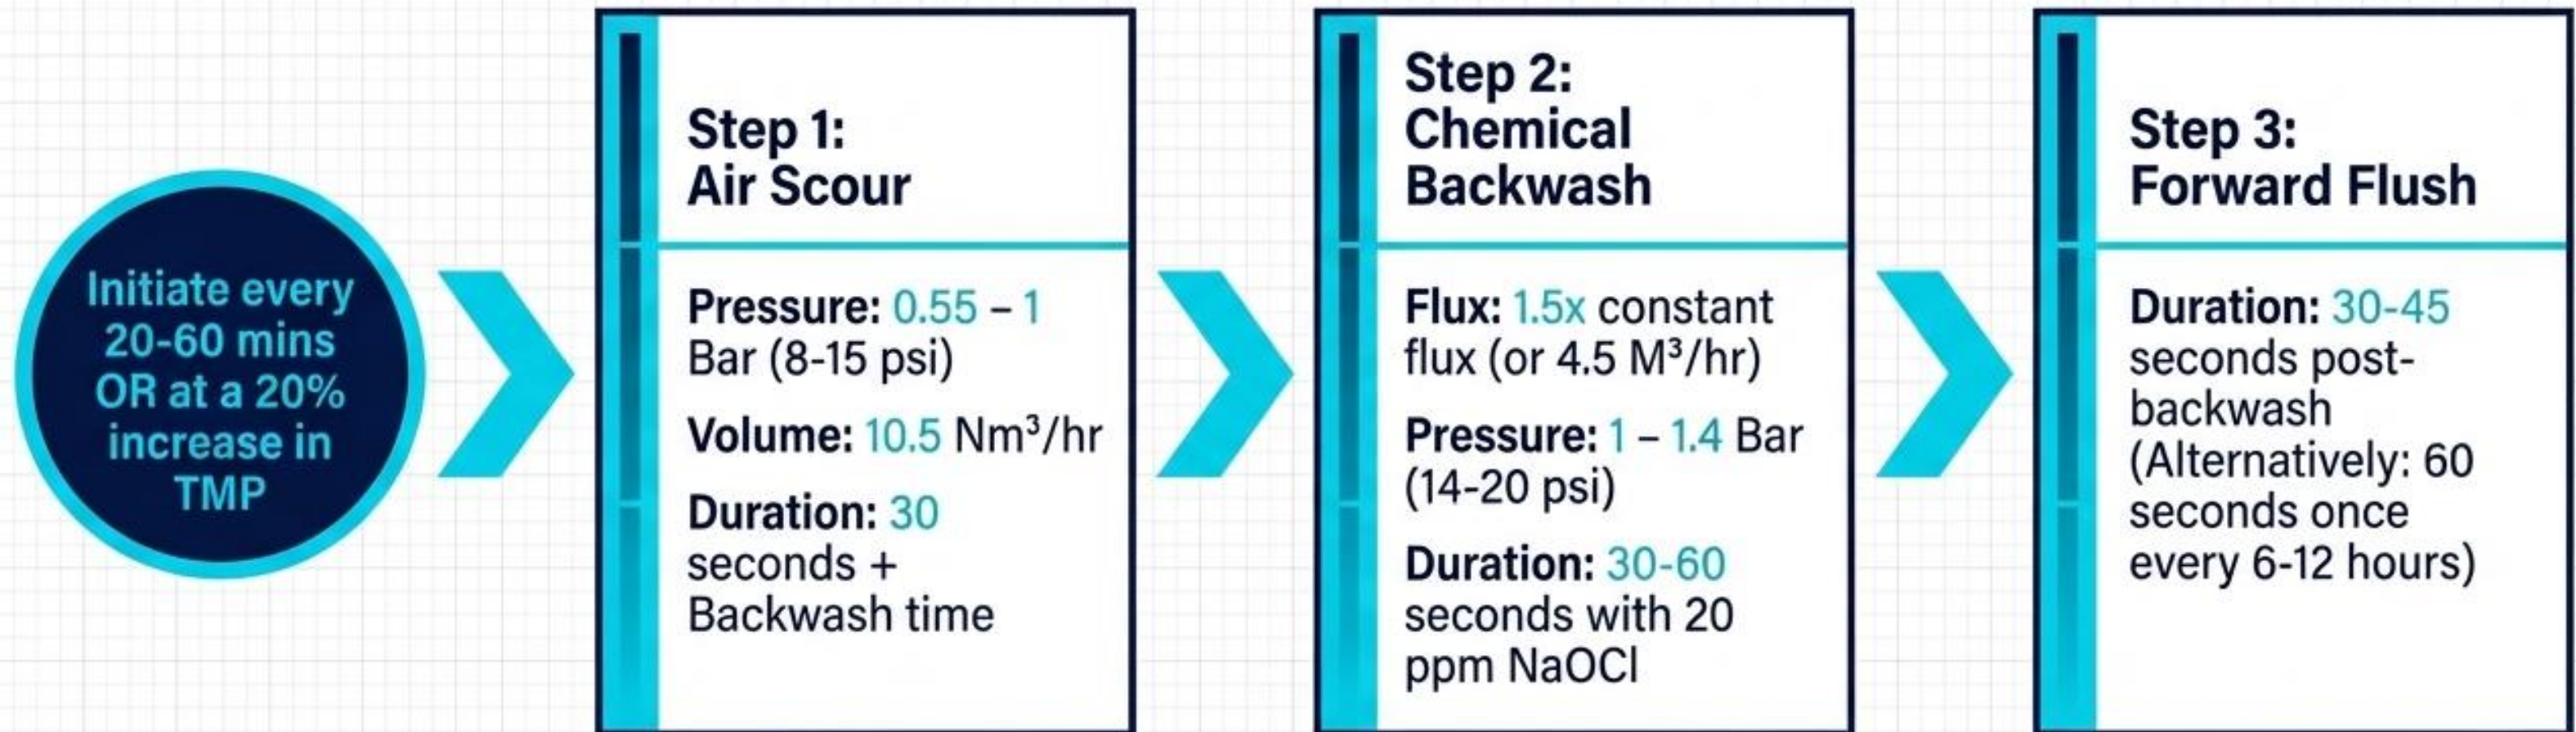 Initiate every
20-60 mins
OR at a 20%
increase in
TMP
Step 1:
Air Scour
Pressure: 0.55 – 1
Bar (8-15 psi)
Volume: 10.5 Nm³/hr
Duration: 30
seconds +
Backwash time
Step 2:
Chemical
Backwash
Flux: 1.5x constant
flux (or 4.5 M³/hr)
Pressure: 1 – 1.4 Bar
(14-20 psi)
Duration: 30-60
seconds with 20
ppm NaOCl
Step 3:
Forward Flush
Duration: 30-45
seconds post-
backwash
(Alternatively: 60
seconds once
every 6-12 hours)